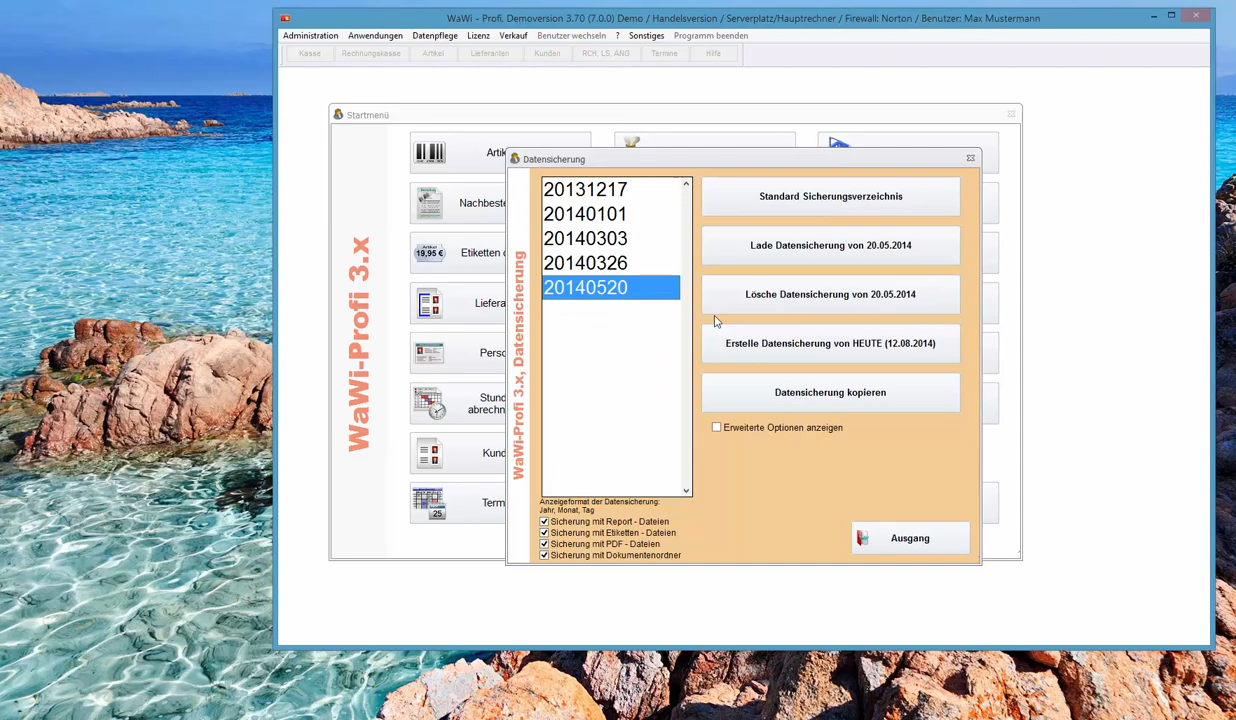 WaWi - Profi. Demoversion 3.70 (7.0.0) Demo / Handelsversion / Serverplatz/Hauptrechner / Firewall: Norton / Benutzer: Max Mustermann
Administration Anwendungen Datenpflege Lizenz Verkauf Benutzer wechseln ? Sonstiges Programm beenden
Kasse Rechnungskasse Artikel Lieferanten Kunden RCH, LS, ANG Termine Hilfe
Startmenü
WaWi-Profi 3.x
Artik
Nachbeste
Artikel
19,95 €
Etiketten d
Liefera
Perso
Stund
abrechn
Kund
25
Term
Datensicherung
WaWi-Profi 3.x, Datensicherung
20131217
20140101
20140303
20140326
20140520
Standard Sicherungsverzeichnis
Lade Datensicherung von 20.05.2014
Lösche Datensicherung von 20.05.2014
Erstelle Datensicherung von HEUTE (12.08.2014)
Datensicherung kopieren
Erweiterte Optionen anzeigen
Anzeigeformat der Datensicherung:
Jahr, Monat, Tag
Sicherung mit Report - Dateien
Sicherung mit Etiketten - Dateien
Sicherung mit PDF - Dateien
Sicherung mit Dokumentenordner
Ausgang